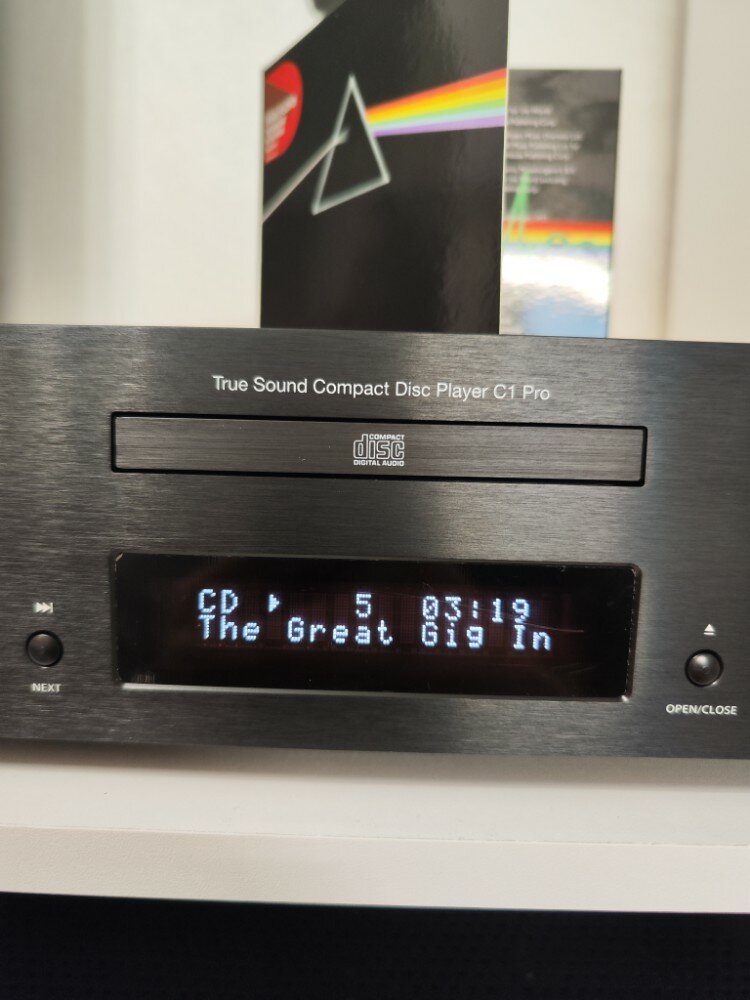 True Sound Compact Disc Player C1 Pro
COMPACT
disc
DIGITAL AUDIO
CD 5 03:19
The Great Gig In
NEXT
OPEN/CLOSE